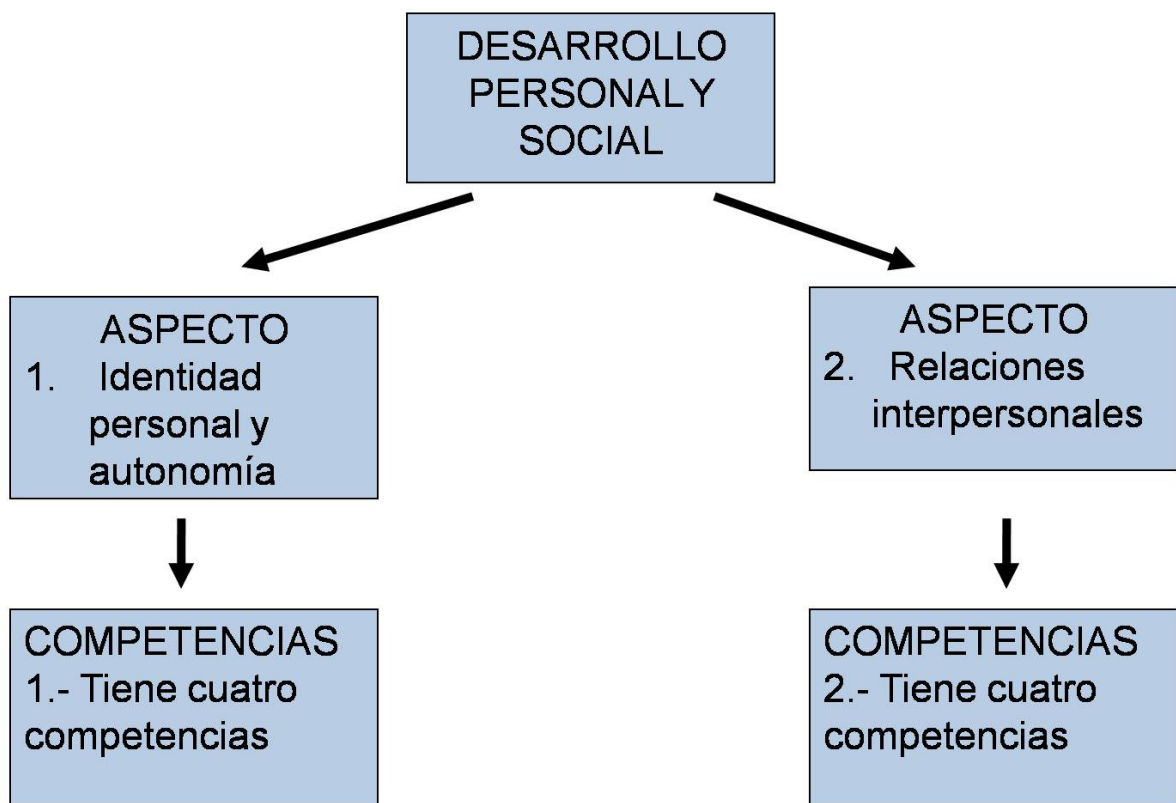 DESARROLLO
PERSONAL Y
SOCIAL
ASPECTO
1. Identidad
personal y
autonomía
ASPECTO
2. Relaciones
interpersonales
COMPETENCIAS
1.- Tiene cuatro
competencias
COMPETENCIAS
2.- Tiene cuatro
competencias